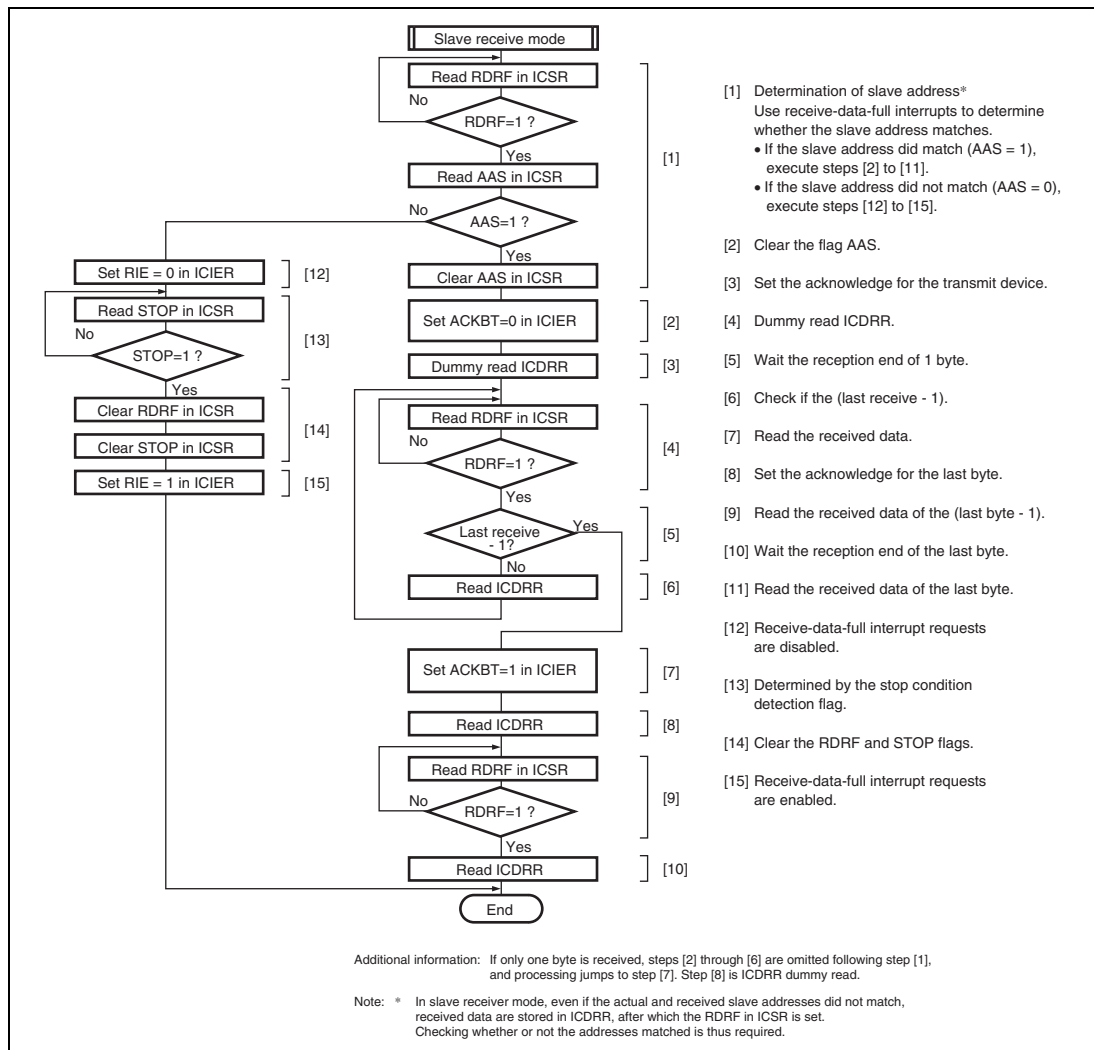 Slave receive mode
Read RDRF in ICSR
No
RDRF=1 ?
Yes
[1]
Read AAS in ICSR
No
AAS=1 ?
Yes
Clear AAS in ICSR
Set RIE = 0 in ICIER
[12]
Read STOP in ICSR
No
STOP=1 ?
[13]
Yes
Clear RDRF in ICSR
Clear STOP in ICSR
[14]
Set RIE = 1 in ICIER
[15]
Set ACKBT=0 in ICIER
[2]
Dummy read ICDRR
[3]
Read RDRF in ICSR
No
RDRF=1 ?
[4]
Yes
Last receive
- 1?
Yes
[5]
No
Read ICDRR
[6]
Set ACKBT=1 in ICIER
[7]
Read ICDRR
[8]
Read RDRF in ICSR
No
RDRF=1 ?
[9]
Yes
Read ICDRR
[10]
End
[1] Determination of slave address*
Use receive-data-full interrupts to determine
whether the slave address matches.
• If the slave address did match (AAS = 1),
execute steps [2] to [11].
• If the slave address did not match (AAS = 0),
execute steps [12] to [15].
[2] Clear the flag AAS.
[3] Set the acknowledge for the transmit device.
[4] Dummy read ICDRR.
[5] Wait the reception end of 1 byte.
[6] Check if the (last receive - 1).
[7] Read the received data.
[8] Set the acknowledge for the last byte.
[9] Read the received data of the (last byte - 1).
[10] Wait the reception end of the last byte.
[11] Read the received data of the last byte.
[12] Receive-data-full interrupt requests
are disabled.
[13] Determined by the stop condition
detection flag.
[14] Clear the RDRF and STOP flags.
[15] Receive-data-full interrupt requests
are enabled.
Additional information: If only one byte is received, steps [2] through [6] are omitted following step [1],
and processing jumps to step [7]. Step [8] is ICDRR dummy read.
Note: * In slave receiver mode, even if the actual and received slave addresses did not match,
received data are stored in ICDRR, after which the RDRF in ICSR is set.
Checking whether or not the addresses matched is thus required.